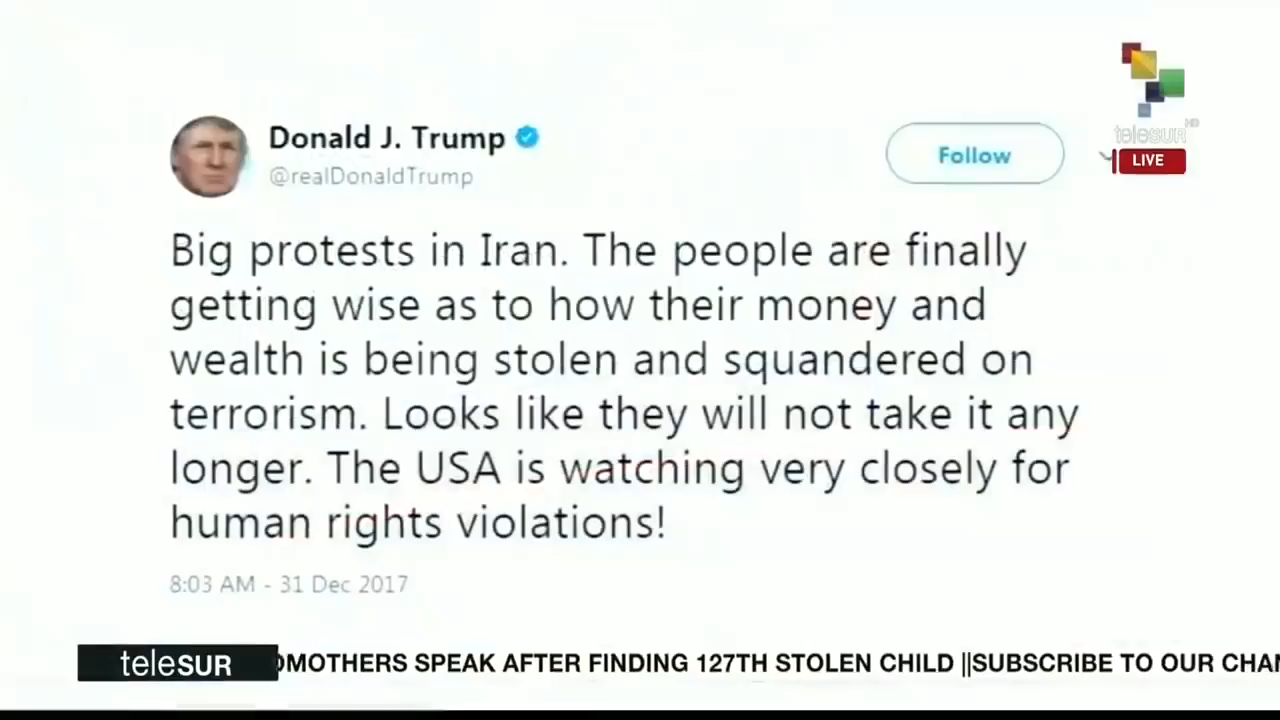 Donald J. Trump
@realDonaldTrump
Follow
teleSUR HD
LIVE
Big protests in Iran. The people are finally
getting wise as to how their money and
wealth is being stolen and squandered on
terrorism. Looks like they will not take it any
longer. The USA is watching very closely for
human rights violations!
8:03 AM - 31 Dec 2017
teleSUR
OMOTHERS SPEAK AFTER FINDING 127TH STOLEN CHILD ||SUBSCRIBE TO OUR CHAN